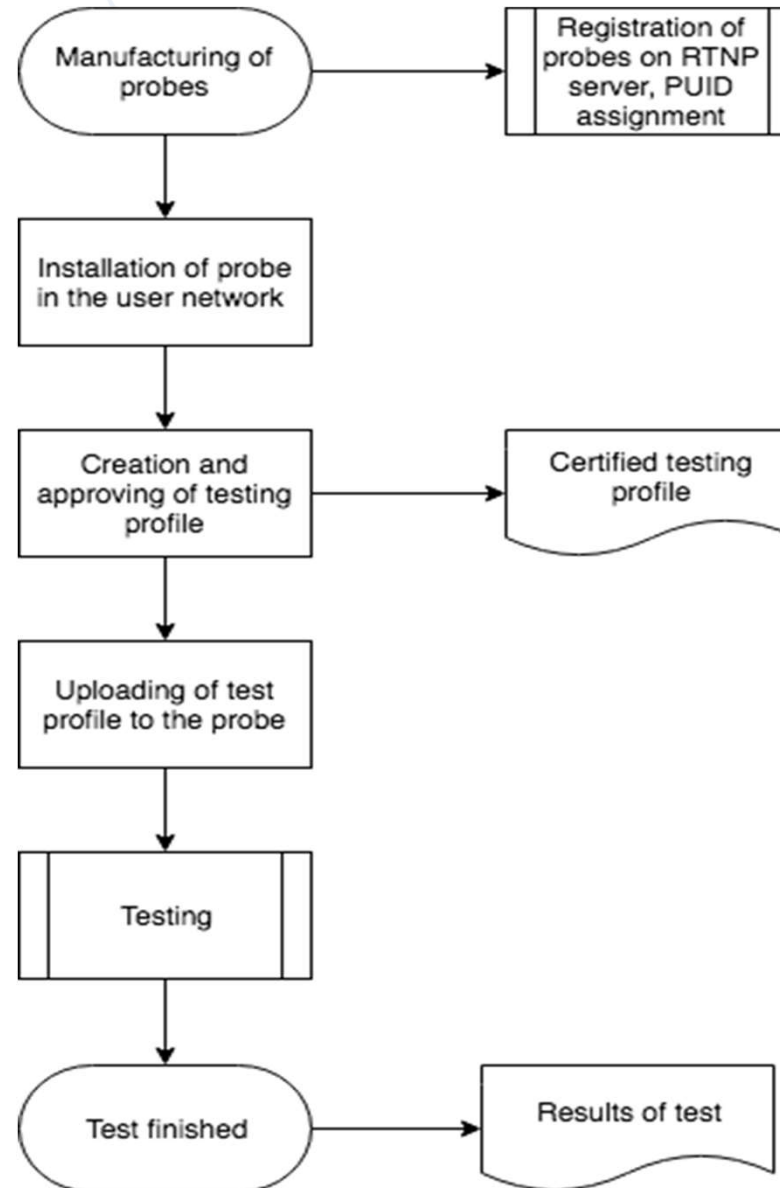 Manufacturing of
probes
Registration of
probes on RTNP
server, PUID
assignment
Installation of probe
in the user network
Creation and
approving of testing
profile
Certified testing
profile
Uploading of test
profile to the probe
Testing
Test finished
Results of test